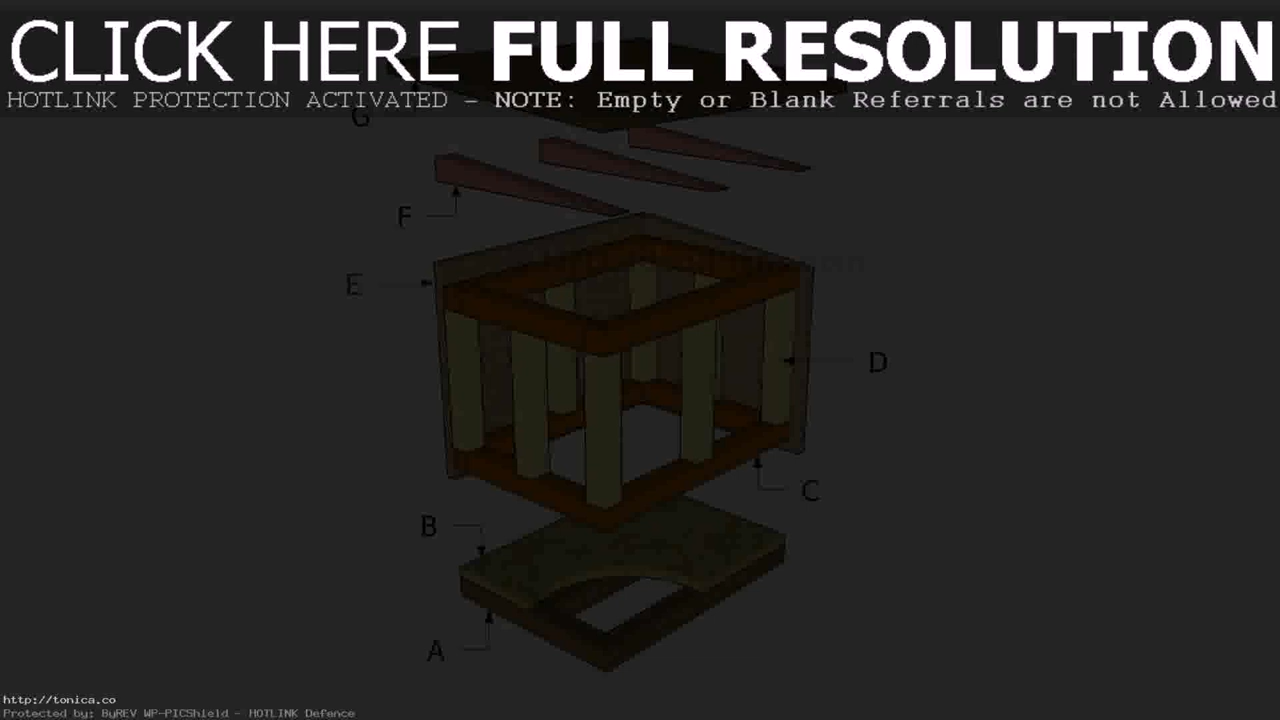 CLICK HERE FULL RESOLUTION
HOTLINK PROTECTION ACTIVATED - NOTE: Empty or Blank Referrals are not Allowed
G
F
E
D
C
B
A
http://tonica.co
Protected by: ByREV WP-PICShield - HOTLINK Defence